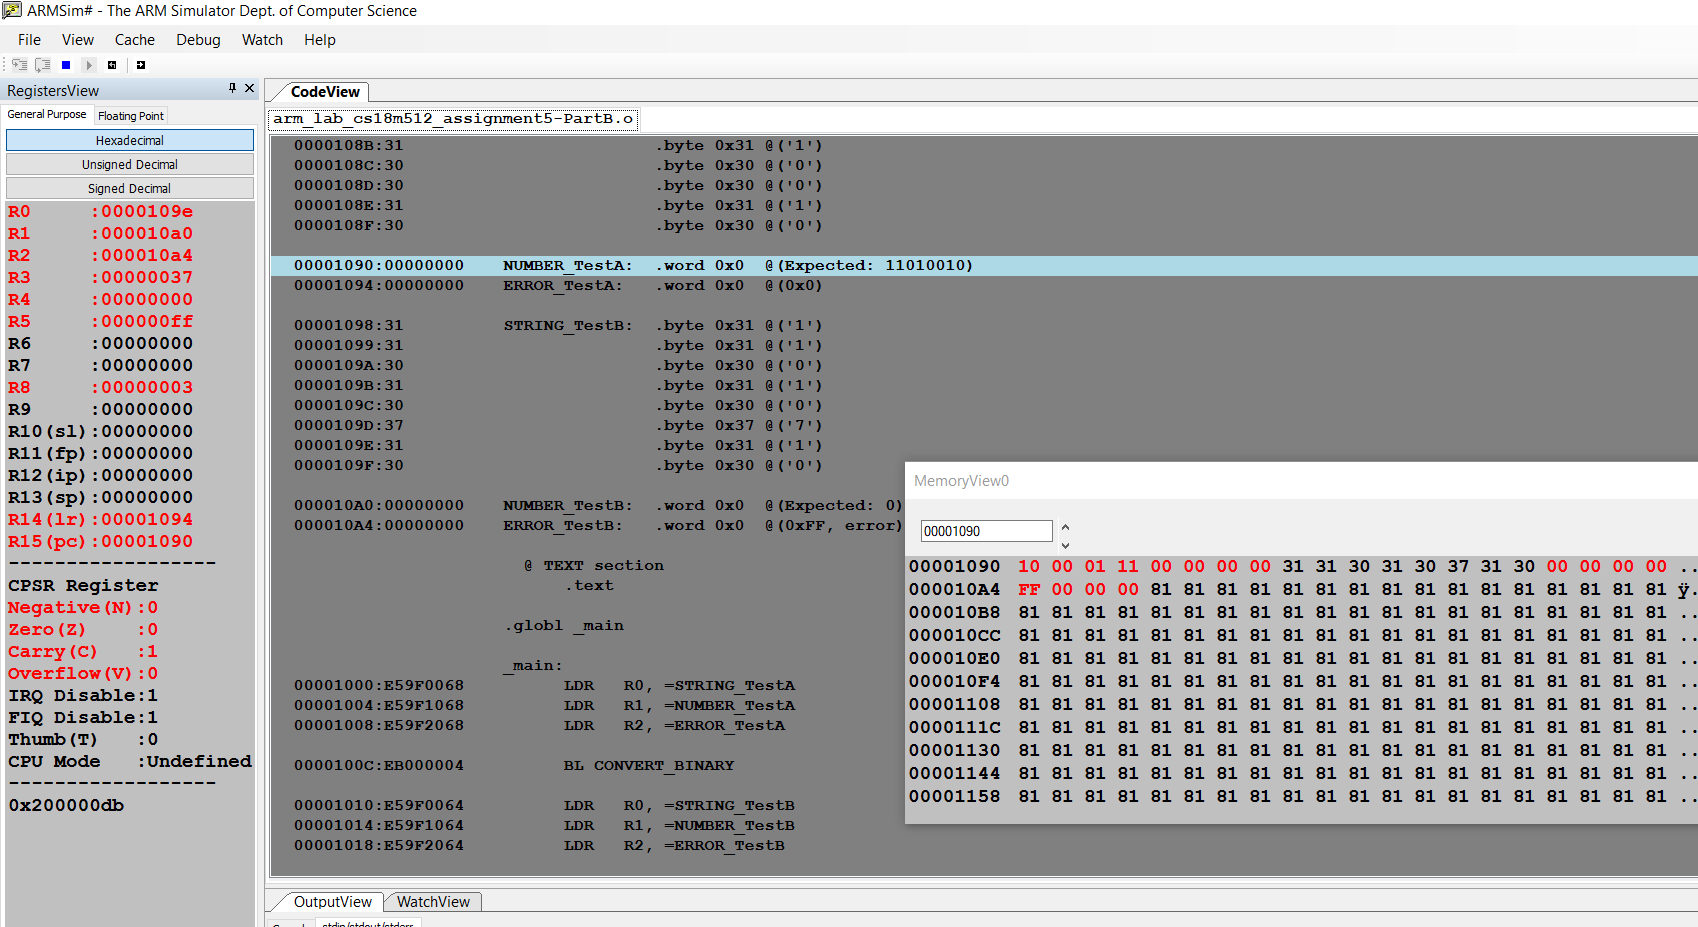 ARMSim# - The ARM Simulator Dept. of Computer Science
File View Cache Debug Watch Help
RegistersView
General Purpose Floating Point
Hexadecimal
Unsigned Decimal
Signed Decimal
R0 :0000109e
R1 :000010a0
R2 :000010a4
R3 :00000037
R4 :00000000
R5 :000000ff
R6 :00000000
R7 :00000000
R8 :00000003
R9 :00000000
R10(sl):00000000
R11(fp):00000000
R12(ip):00000000
R13(sp):00000000
R14(lr):00001094
R15(pc):00001090
------------------
CPSR Register
Negative(N):0
Zero(Z) :0
Carry(C) :1
Overflow(V):0
IRQ Disable:1
FIQ Disable:1
Thumb(T) :0
CPU Mode :Undefined
------------------
0x200000db
CodeView
arm_lab_cs18m512_assignment5-PartB.o
0000108B:31 .byte 0x31 @('1')
0000108C:30 .byte 0x30 @('0')
0000108D:30 .byte 0x30 @('0')
0000108E:31 .byte 0x31 @('1')
0000108F:30 .byte 0x30 @('0')
00001090:00000000 NUMBER_TestA: .word 0x0 @(Expected: 11010010)
00001094:00000000 ERROR_TestA: .word 0x0 @(0x0)
00001098:31 STRING_TestB: .byte 0x31 @('1')
00001099:31 .byte 0x31 @('1')
0000109A:30 .byte 0x30 @('0')
0000109B:31 .byte 0x31 @('1')
0000109C:30 .byte 0x30 @('0')
0000109D:37 .byte 0x37 @('7')
0000109E:31 .byte 0x31 @('1')
0000109F:30 .byte 0x30 @('0')
000010A0:00000000 NUMBER_TestB: .word 0x0 @(Expected: 0)
000010A4:00000000 ERROR_TestB: .word 0x0 @(0xFF, error)
@ TEXT section
.text
.globl _main
_main:
00001000:E59F0068 LDR R0, =STRING_TestA
00001004:E59F1068 LDR R1, =NUMBER_TestA
00001008:E59F2068 LDR R2, =ERROR_TestA
0000100C:EB000004 BL CONVERT_BINARY
00001010:E59F0064 LDR R0, =STRING_TestB
00001014:E59F1064 LDR R1, =NUMBER_TestB
00001018:E59F2064 LDR R2, =ERROR_TestB
MemoryView0
00001090
00001090 10 00 01 11 00 00 00 00 31 31 30 31 30 37 31 30 00 00 00 00 ..
000010A4 FF 00 00 00 81 81 81 81 81 81 81 81 81 81 81 81 81 81 81 81 ÿ.
000010B8 81 81 81 81 81 81 81 81 81 81 81 81 81 81 81 81 81 81 81 81 ..
000010CC 81 81 81 81 81 81 81 81 81 81 81 81 81 81 81 81 81 81 81 81 ..
000010E0 81 81 81 81 81 81 81 81 81 81 81 81 81 81 81 81 81 81 81 81 ..
000010F4 81 81 81 81 81 81 81 81 81 81 81 81 81 81 81 81 81 81 81 81 ..
00001108 81 81 81 81 81 81 81 81 81 81 81 81 81 81 81 81 81 81 81 81 ..
0000111C 81 81 81 81 81 81 81 81 81 81 81 81 81 81 81 81 81 81 81 81 ..
00001130 81 81 81 81 81 81 81 81 81 81 81 81 81 81 81 81 81 81 81 81 ..
00001144 81 81 81 81 81 81 81 81 81 81 81 81 81 81 81 81 81 81 81 81 ..
00001158 81 81 81 81 81 81 81 81 81 81 81 81 81 81 81 81 81 81 81 81 ..
OutputView WatchView
stdin/stdout/stderr